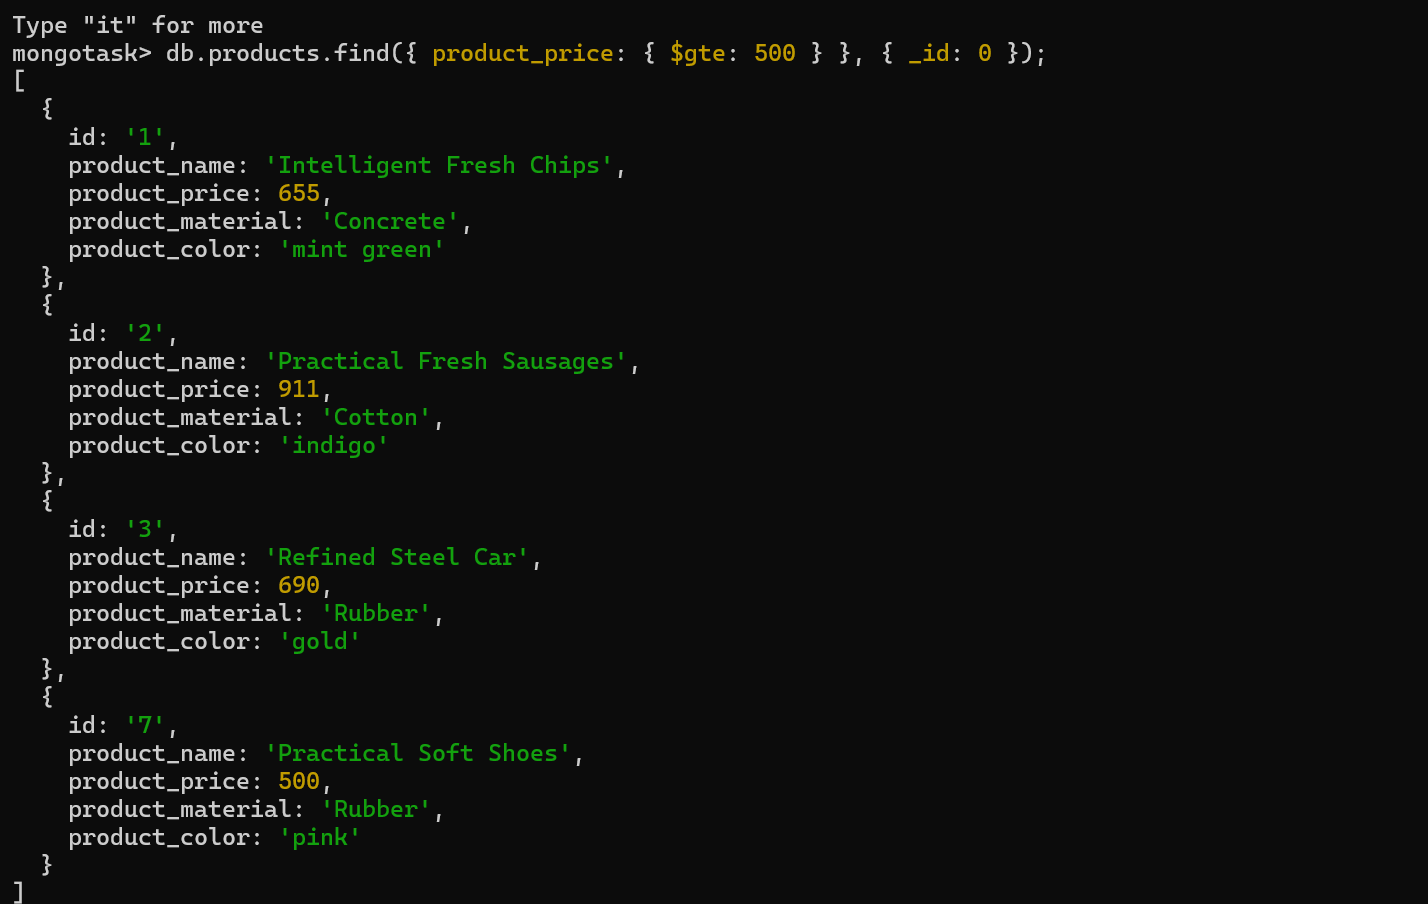 Type "it" for more
mongotask> db.products.find({ product_price: { $gte: 500 } }, { _id: 0 });
[
  {
    id: '1',
    product_name: 'Intelligent Fresh Chips',
    product_price: 655,
    product_material: 'Concrete',
    product_color: 'mint green'
  },
  {
    id: '2',
    product_name: 'Practical Fresh Sausages',
    product_price: 911,
    product_material: 'Cotton',
    product_color: 'indigo'
  },
  {
    id: '3',
    product_name: 'Refined Steel Car',
    product_price: 690,
    product_material: 'Rubber',
    product_color: 'gold'
  },
  {
    id: '7',
    product_name: 'Practical Soft Shoes',
    product_price: 500,
    product_material: 'Rubber',
    product_color: 'pink'
  }
]